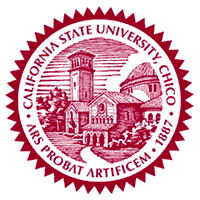 • CALIFORNIA STATE UNIVERSITY, CHICO •
ARS PROBAT ARTIFICEM • 1887